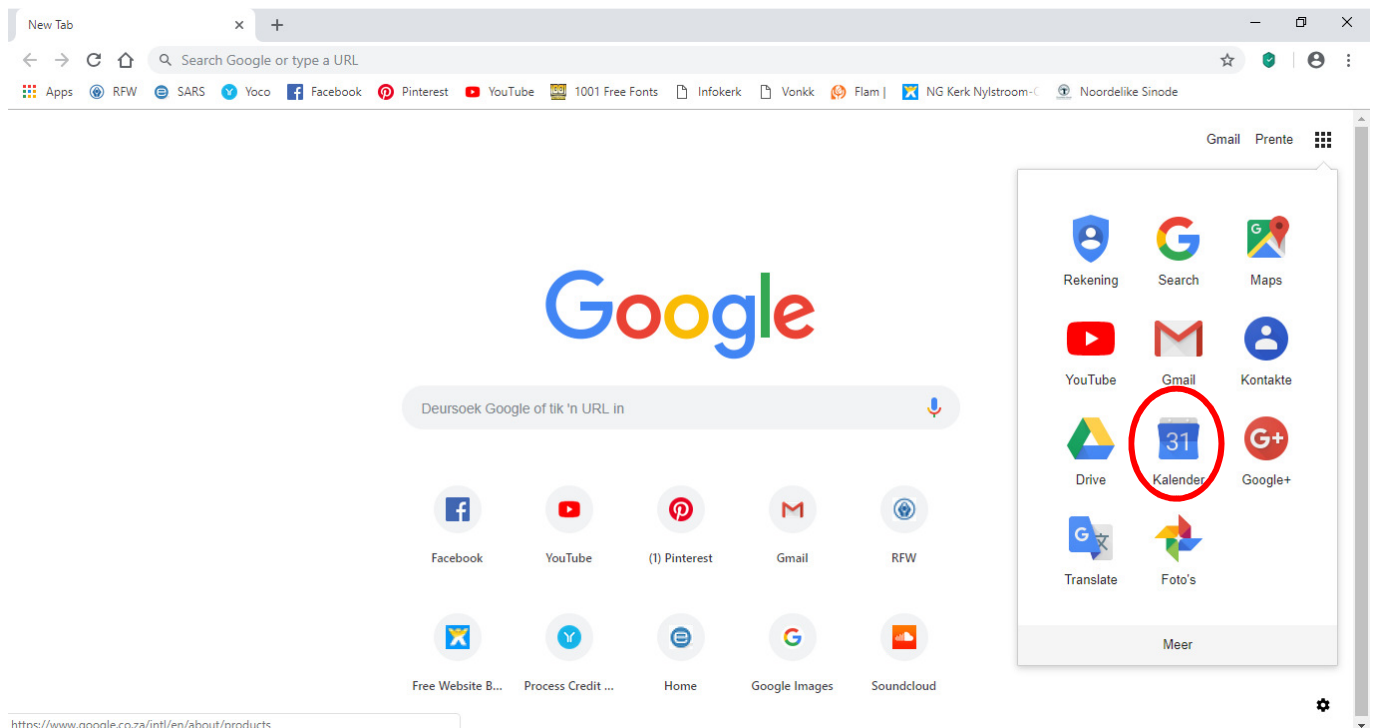 New Tab
Search Google or type a URL
Apps RFW SARS Yoco Facebook Pinterest YouTube 1001 Free Fonts Infokerk Vonkk Flam | NG Kerk Nylstroom- Noordelike Sinode
Gmail Prente
Rekening Search Maps
YouTube Gmail Kontakte
31 G+
Drive Kalender Google+
Translate Foto's
Meer
Google
Deursoek Google of tik 'n URL in
Facebook YouTube (1) Pinterest Gmail RFW
Free Website B... Process Credit ... Home Google Images Soundcloud
https://www.google.co.za/intl/en/about/products